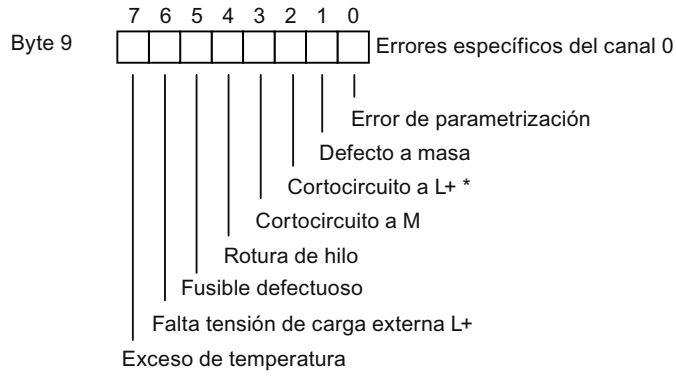 7 6 5 4 3 2 1 0
Byte 9 Errores específicos del canal 0
Error de parametrización
Defecto a masa
Cortocircuito a L+ *
Cortocircuito a M
Rotura de hilo
Fusible defectuoso
Falta tensión de carga externa L+
Exceso de temperatura